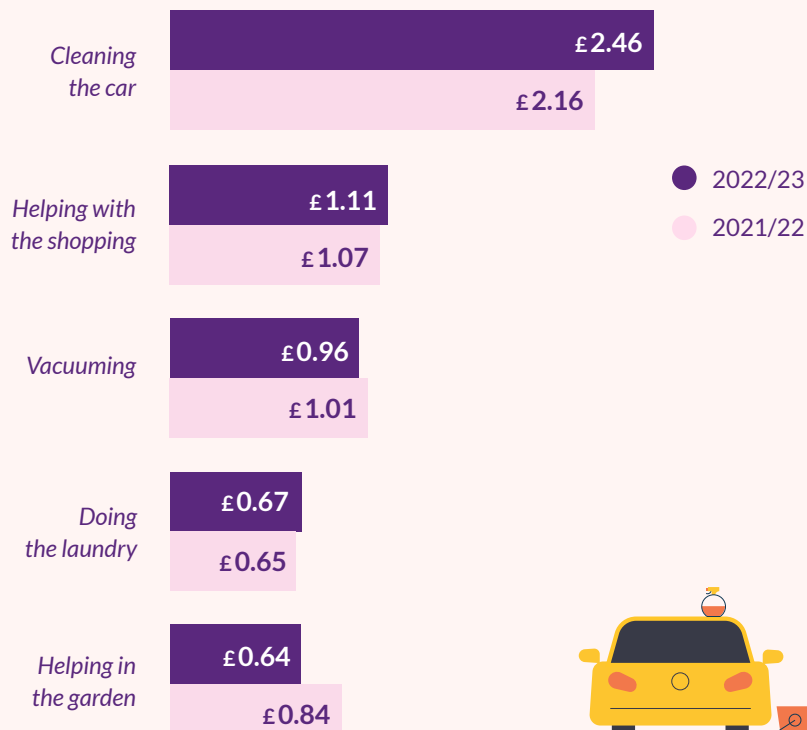 £2.46
Cleaning
the car
£2.16
2022/23
£1.11
Helping with
the shopping
2021/22
£1.07
£0.96
Vacuuming
£1.01
£0.67
Doing
the laundry
£0.65
£0.64
Helping in
the garden
£0.84